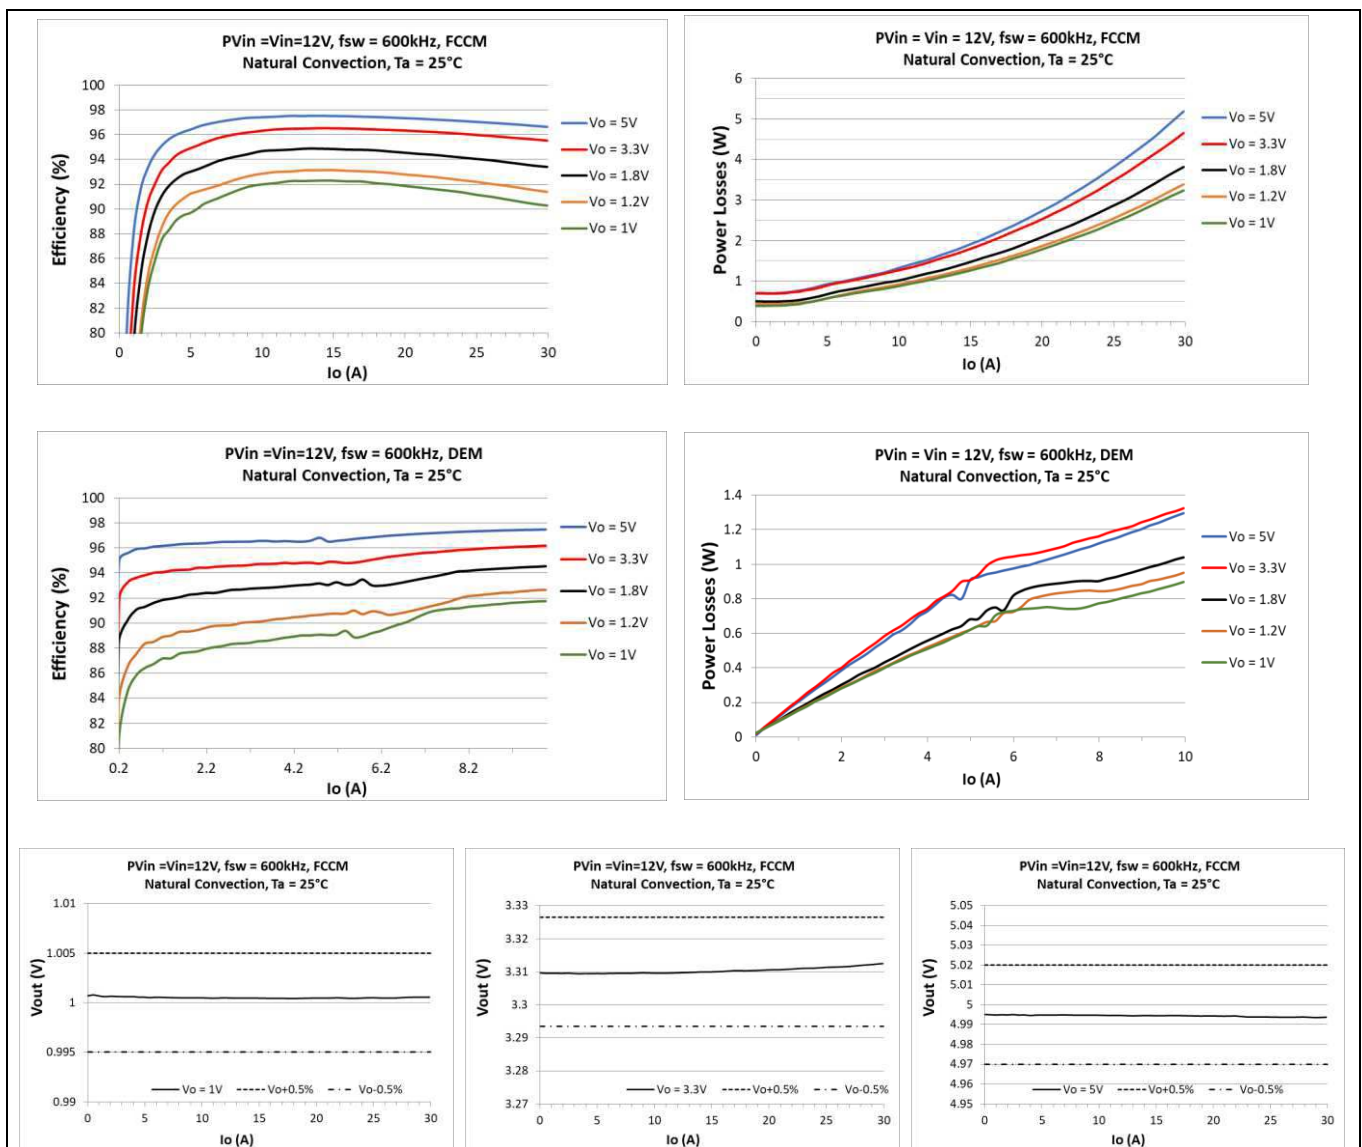 PVin =Vin=12V, fsw = 600kHz, FCCM
Natural Convection, Ta = 25°C
Efficiency (%)
100
98
96
94
92
90
88
86
84
82
80
0 5 10 15 20 25 30
Io (A)
Vo = 5V
Vo = 3.3V
Vo = 1.8V
Vo = 1.2V
Vo = 1V
PVin = Vin = 12V, fsw = 600kHz, FCCM
Natural Convection, Ta = 25°C
Power Losses (W)
6
5
4
3
2
1
0
0 5 10 15 20 25 30
Io (A)
Vo = 5V
Vo = 3.3V
Vo = 1.8V
Vo = 1.2V
Vo = 1V
PVin =Vin=12V, fsw = 600kHz, DEM
Natural Convection, Ta = 25°C
Efficiency (%)
100
98
96
94
92
90
88
86
84
82
80
0.2 2.2 4.2 6.2 8.2
Io (A)
Vo = 5V
Vo = 3.3V
Vo = 1.8V
Vo = 1.2V
Vo = 1V
PVin = Vin = 12V, fsw = 600kHz, DEM
Natural Convection, Ta = 25°C
Power Losses (W)
1.4
1.2
1
0.8
0.6
0.4
0.2
0
0 2 4 6 8 10
Io (A)
Vo = 5V
Vo = 3.3V
Vo = 1.8V
Vo = 1.2V
Vo = 1V
PVin =Vin=12V, fsw = 600kHz, FCCM
Natural Convection, Ta = 25°C
Vout (V)
1.01
1.005
1
0.995
0.99
Vo = 1V Vo+0.5% Vo-0.5%
0 5 10 15 20 25 30
Io (A)
PVin =Vin=12V, fsw = 600kHz, FCCM
Natural Convection, Ta = 25°C
Vout (V)
3.33
3.32
3.31
3.3
3.29
3.28
3.27
Vo = 3.3V Vo+0.5% Vo-0.5%
0 5 10 15 20 25 30
Io (A)
PVin =Vin=12V, fsw = 600kHz, FCCM
Natural Convection, Ta = 25°C
Vout (V)
5.05
5.04
5.03
5.02
5.01
5
4.99
4.98
4.97
4.96
4.95
Vo = 5V Vo+0.5% Vo-0.5%
0 5 10 15 20 25 30
Io (A)